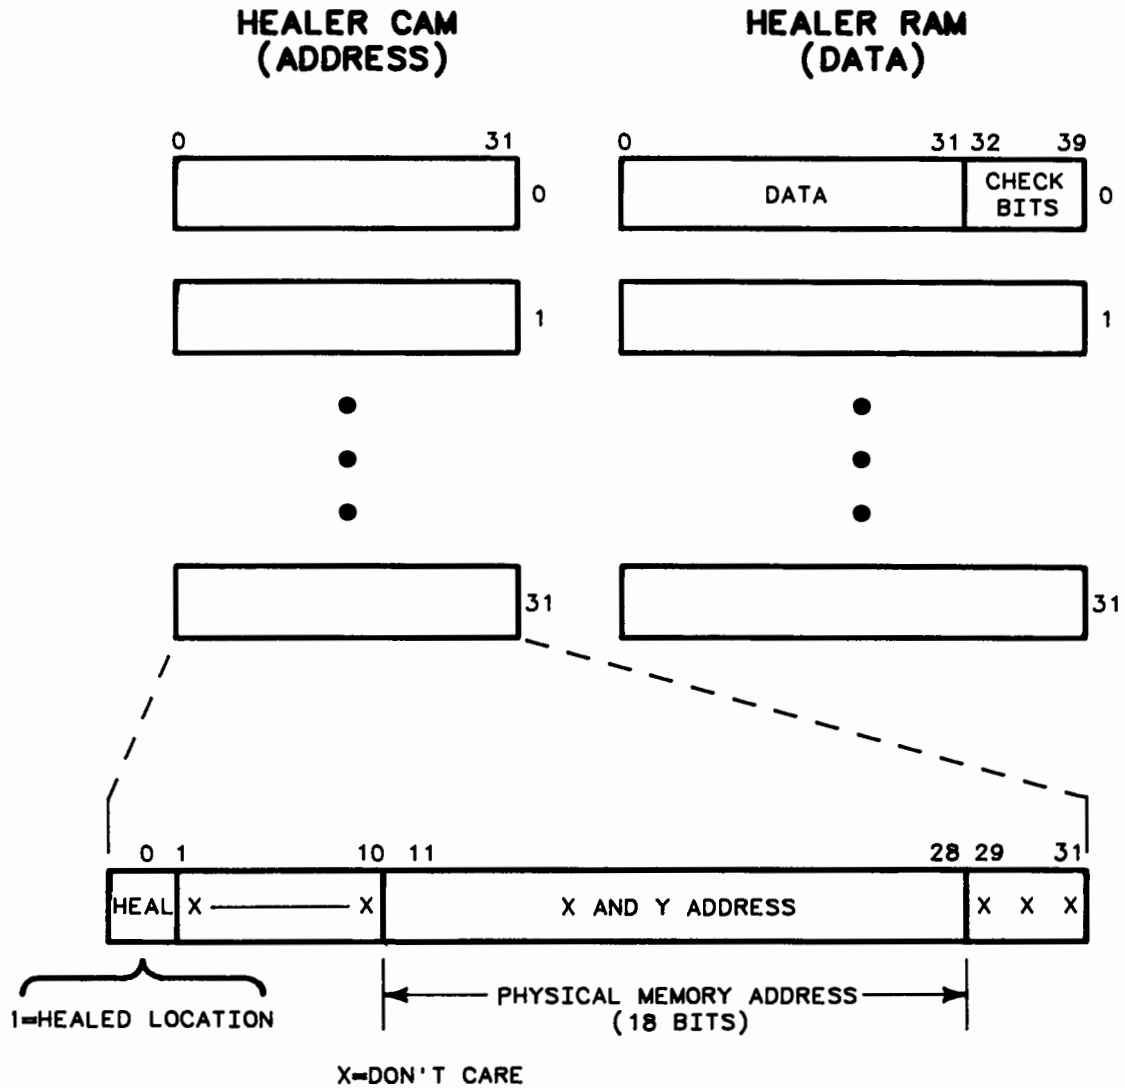 HEALER CAM
(ADDRESS)
HEALER RAM
(DATA)
0 31
0 31 32 39
0
DATA
CHECK
BITS
0
1
1
31
31
0 1 10 11 28 29 31
HEAL X X X AND Y ADDRESS X X X
1=HEALED LOCATION
PHYSICAL MEMORY ADDRESS
(18 BITS)
X=DON'T CARE